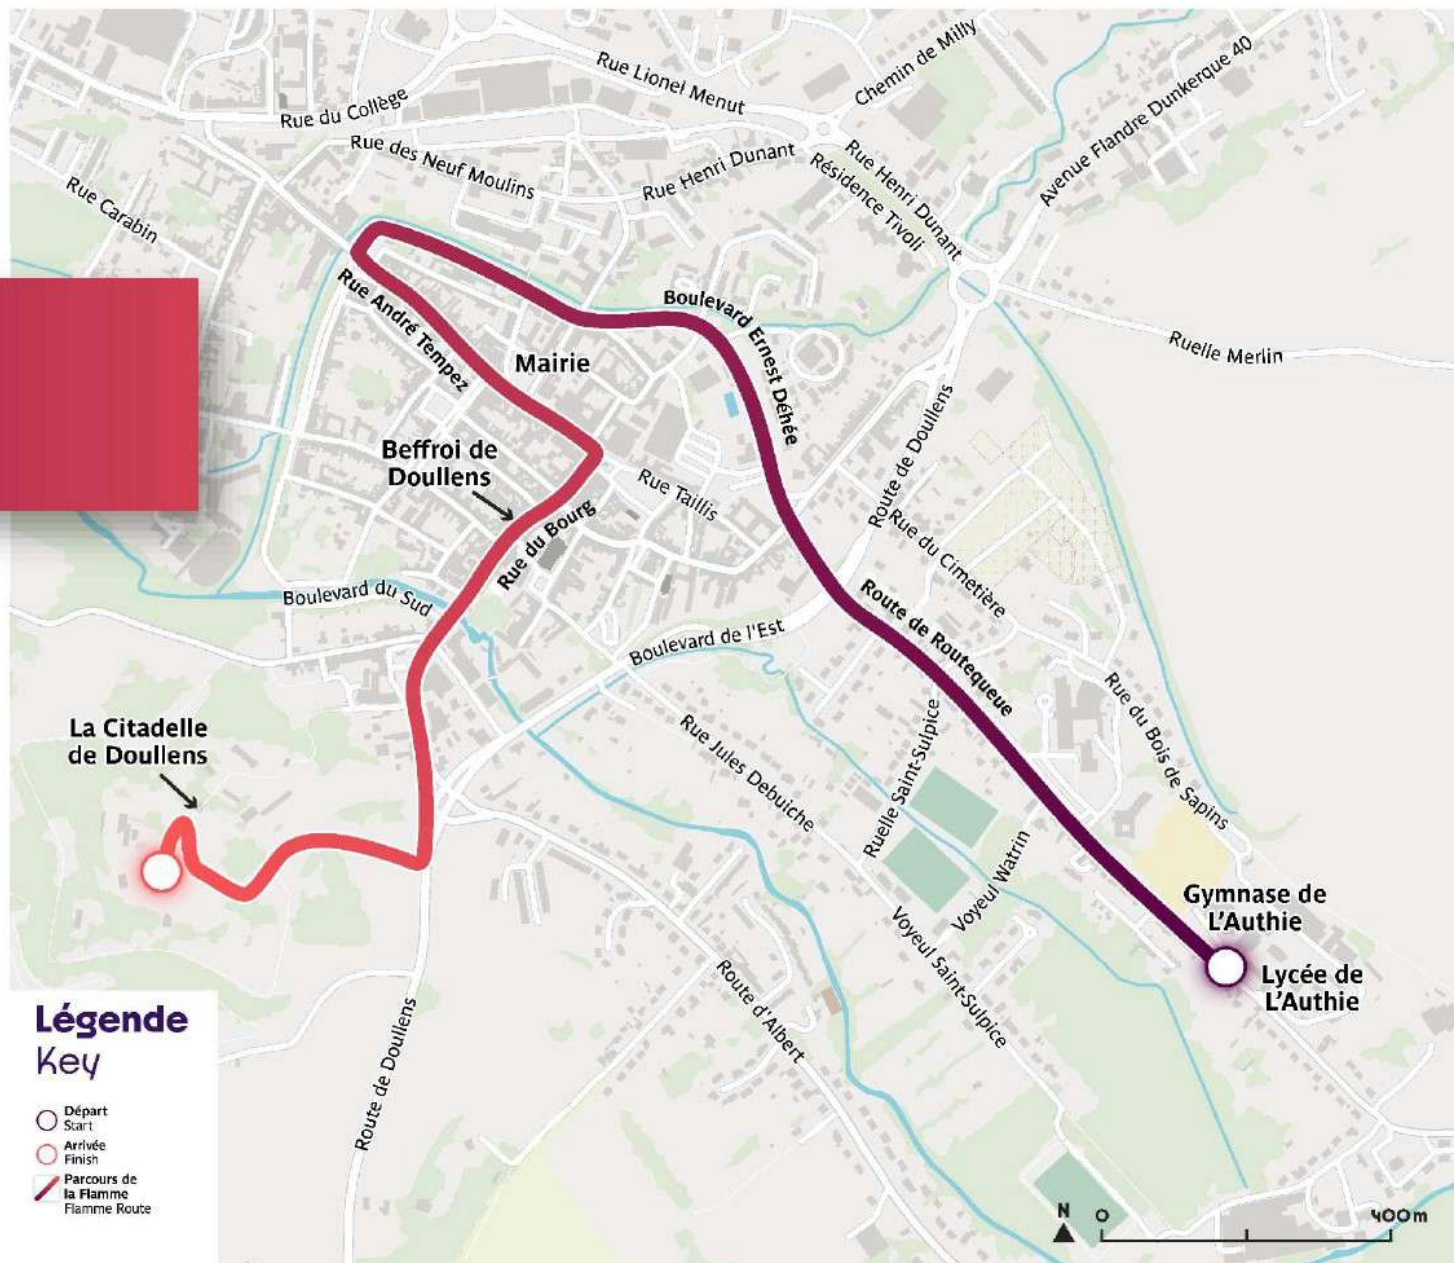 Rue Lionel Menut
Chemin de Milly
Avenue Flandre Dunkerque 40
Rue du Collège
Rue des Neuf Moulins
Rue Henri Dunant
Rue Henri Dunant
Résidence Tivoli
Rue Carabin
Rue André Tempez
Mairie
Boulevard Ernest Déhée
Ruelle Merlin
Beffroi de
Doullens
Rue Taillis
Route de Doullens
Rue du Bourg
Rue du Cimetière
Boulevard du Sud
Boulevard de l'Est
Route de Routequeue
La Citadelle
de Doullens
Rue Jules Debuiche
Ruelle Saint-Sulpice
Rue du Bois de Sapins
Voyeul Watrin
Gymnase de
L'Authie
Lycée de
L'Authie
Voyeul Saint-Sulpice
Route d'Albert
Route de Doullens
Légende
Key
Départ
Start
Arrivée
Finish
Parcours de
la Flamme
Flamme Route
N 0 400m